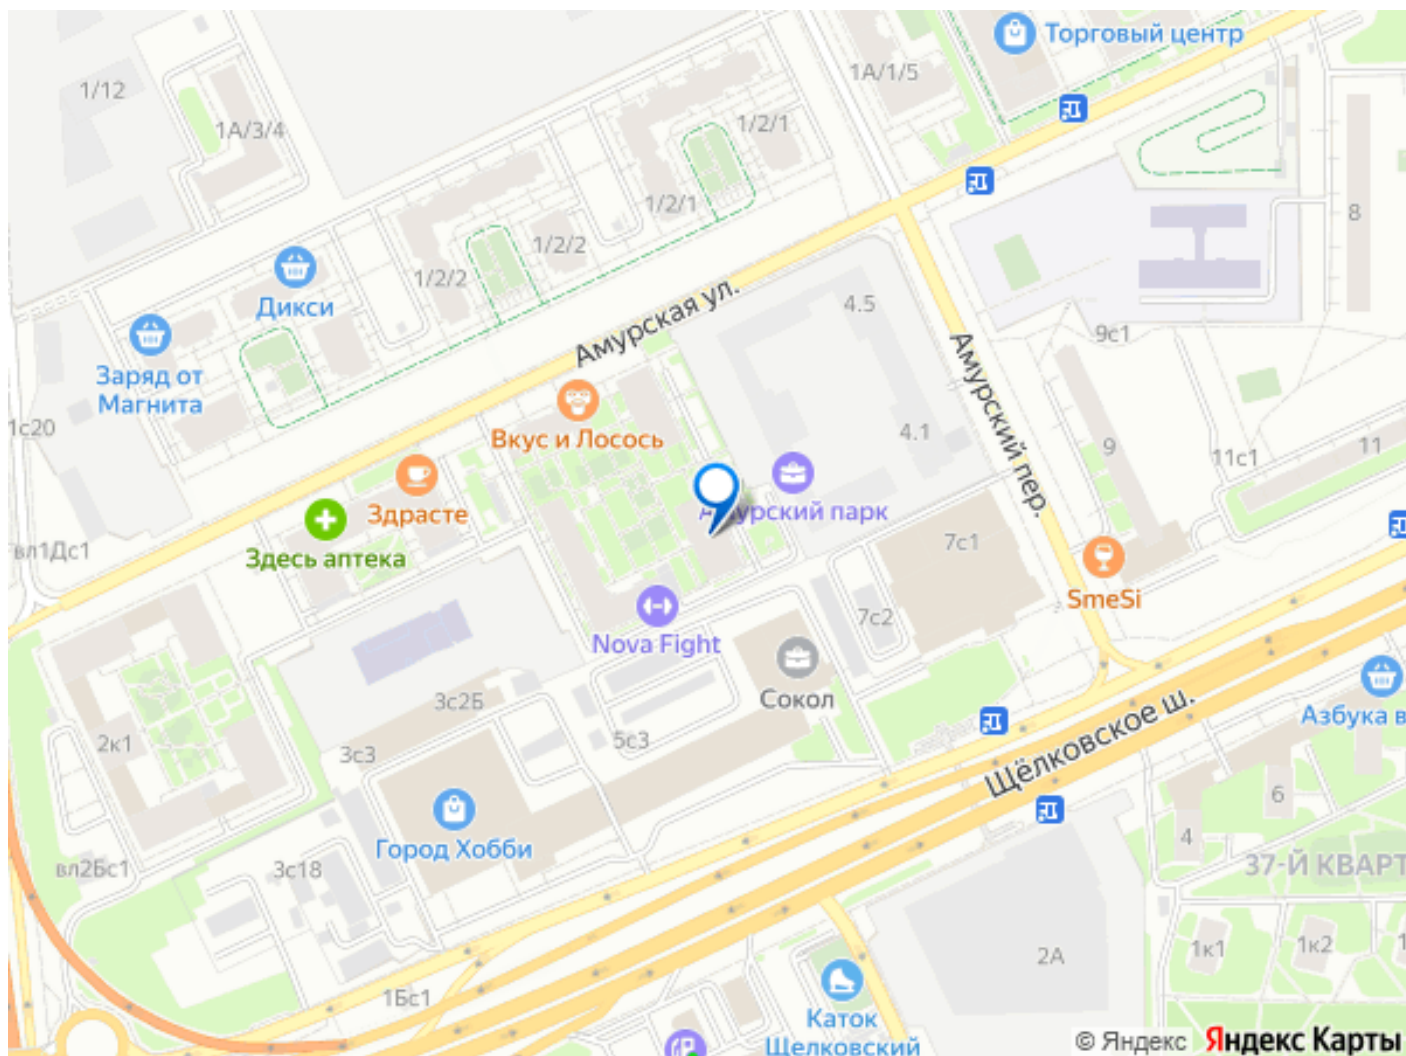 Торговый центр
1А/1/5
1/12
1А/3/4
1/2/1
1/2/1
8
1/2/2
1/2/2
Дикси
4.5
Амурская ул.
9с1
Заряд от
Магнита
Амурский пер.
1с20
Вкус и Лосось
4.1
9
11с1
11
Здрасте
Амурский парк
7с1
вл1Дс1
Здесь аптека
SmeSi
7с2
Nova Fight
Сокол
3с2Б
Щёлковское ш.
Азбука в
2к1
3с3
5с3
6
4
Город Хобби
вл2Бс1
3с18
37-Й КВАРТ
1к1
1к2
1
2А
1Бс1
Каток
Щелковский
© Яндекс Яндекс Карты